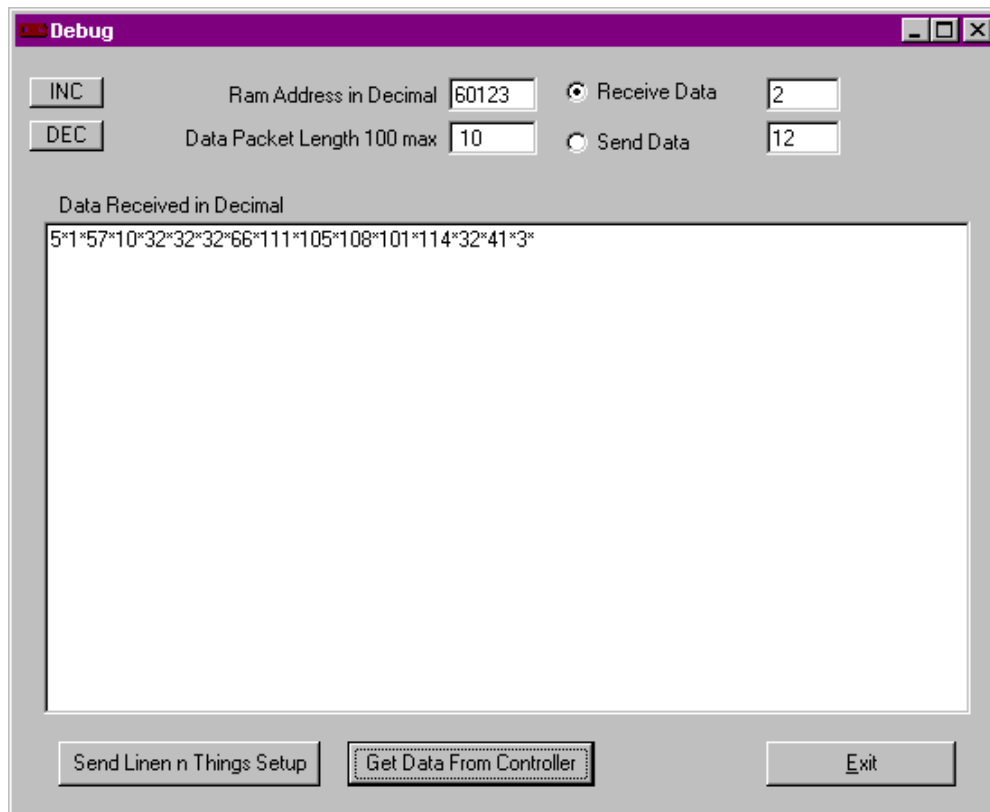 Debug
INC Ram Address in Decimal 60123 Receive Data 2
DEC Data Packet Length 100 max 10 Send Data 12
Data Received in Decimal
5*1*57*10*32*32*32*66*111*105*108*101*114*32*41*3*
Send Linen n Things Setup Get Data From Controller Exit